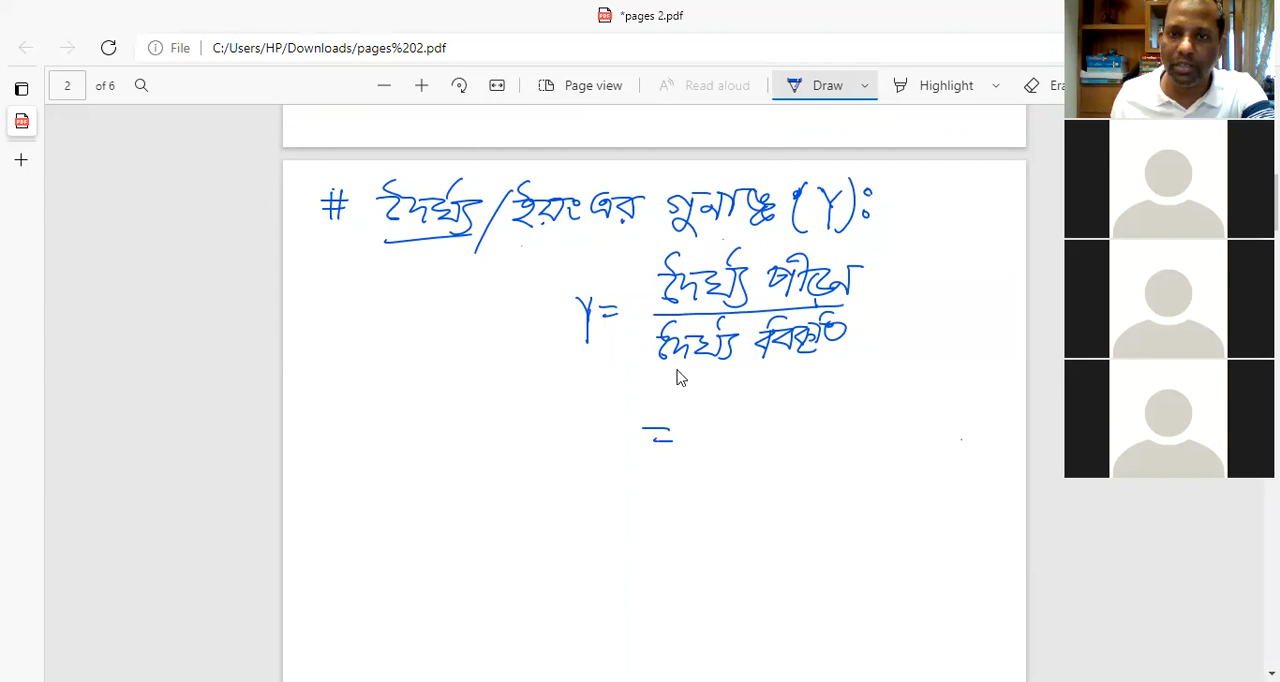 *pages 2.pdf
File C:/Users/HP/Downloads/pages%202.pdf
2 of 6 Page view Read aloud Draw Highlight Era
# দৈর্ঘ্য/ইয়ং এর গুনাঙ্ক (Y):
দৈর্ঘ্য পীড়ন
Y=
দৈর্ঘ্য বিকৃতি
=